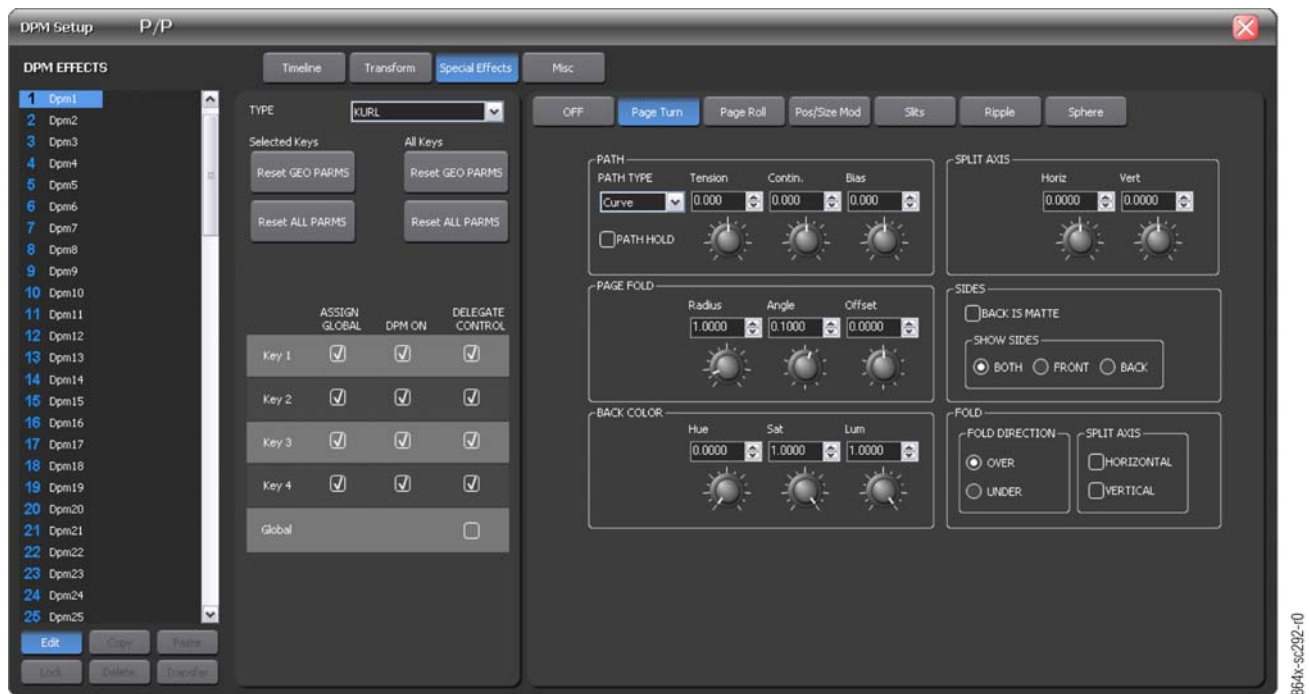 DPM Setup P/P
DPM EFFECTS
Timeline Transform Special Effects Misc
1 Dpm1
2 Dpm2
3 Dpm3
4 Dpm4
5 Dpm5
6 Dpm6
7 Dpm7
8 Dpm8
9 Dpm9
10 Dpm10
11 Dpm11
12 Dpm12
13 Dpm13
14 Dpm14
15 Dpm15
16 Dpm16
17 Dpm17
18 Dpm18
19 Dpm19
20 Dpm20
21 Dpm21
22 Dpm22
23 Dpm23
24 Dpm24
25 Dpm25
Edit Copy Paste
Lock Delete Transfer
TYPE KURL
Selected Keys All Keys
Reset GEO PARMS Reset GEO PARMS
Reset ALL PARMS Reset ALL PARMS
ASSIGN GLOBAL DPM ON DELEGATE CONTROL
Key 1
Key 2
Key 3
Key 4
Global
OFF Page Turn Page Roll Pos/Size Mod Slits Ripple Sphere
PATH
PATH TYPE Tension Contin. Bias
Curve 0.000 0.000 0.000
PATH HOLD
PAGE FOLD
Radius Angle Offset
1.0000 0.1000 0.0000
BACK COLOR
Hue Sat Lum
0.0000 1.0000 1.0000
SPLIT AXIS
Horiz Vert
0.0000 0.0000
SIDES
BACK IS MATTE
SHOW SIDES
BOTH FRONT BACK
FOLD
FOLD DIRECTION SPLIT AXIS
OVER HORIZONTAL
UNDER VERTICAL